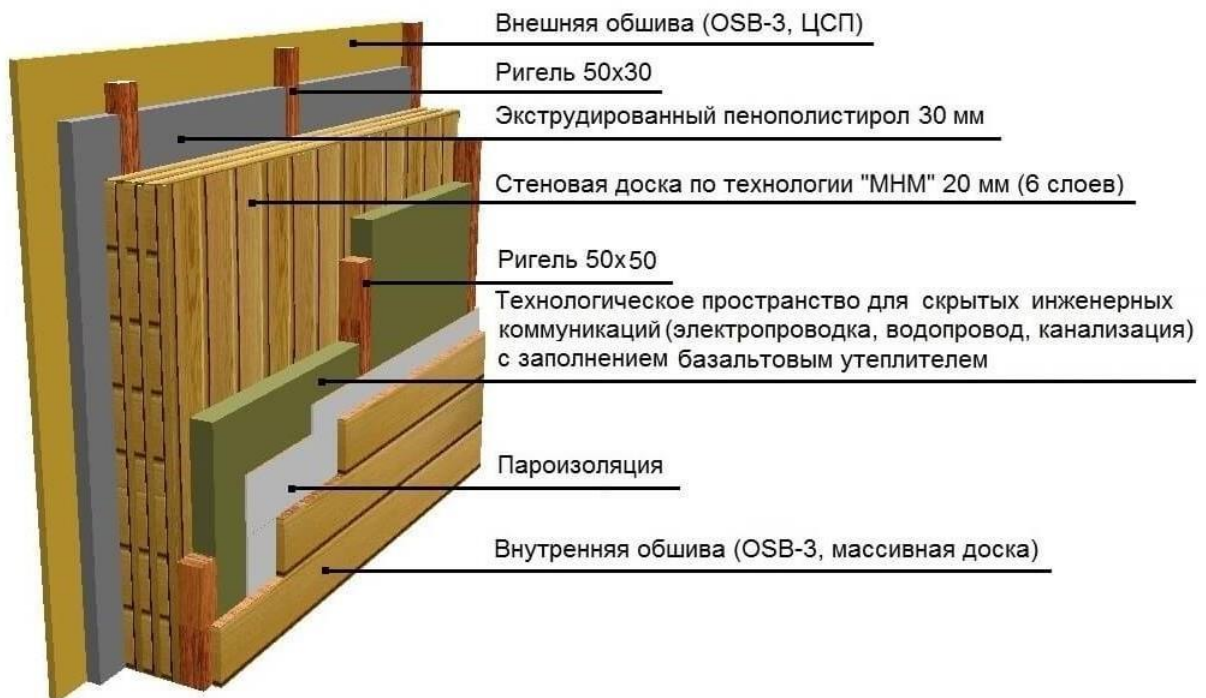 Внешняя обшива (OSB-3, ЦСП)
Ригель 50х30
Экструдированный пенополистирол 30 мм
Стеновая доска по технологии "МНМ" 20 мм (6 слоев)
Ригель 50х50
Технологическое пространство для скрытых инженерных
коммуникаций (электропроводка, водопровод, канализация)
с заполнением базальтовым утеплителем
Пароизоляция
Внутренняя обшива (OSB-3, массивная доска)